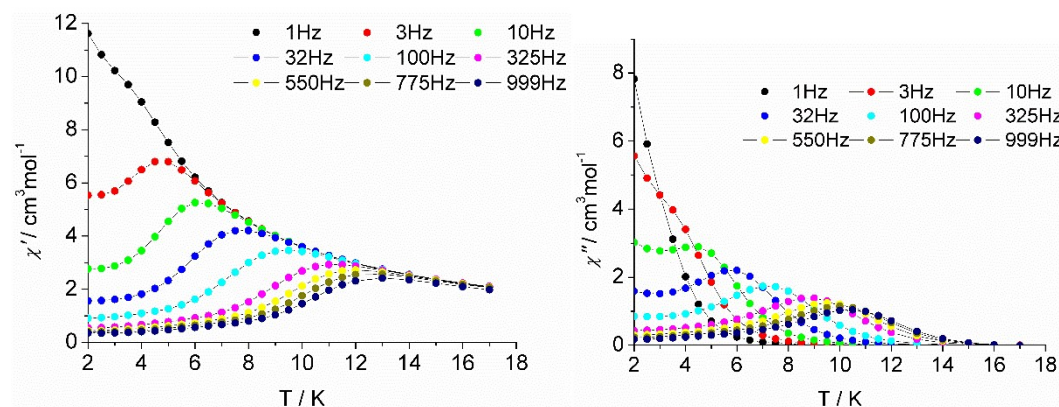 12
10
8
6
4
2
0
1Hz 3Hz 10Hz
32Hz 100Hz 325Hz
550Hz 775Hz 999Hz
χ′ / cm³mol⁻¹
2 4 6 8 10 12 14 16 18
T / K
8
6
4
2
0
1Hz 3Hz 10Hz
32Hz 100Hz 325Hz
550Hz 775Hz 999Hz
χ″/ cm³mol⁻¹
2 4 6 8 10 12 14 16 18
T / K